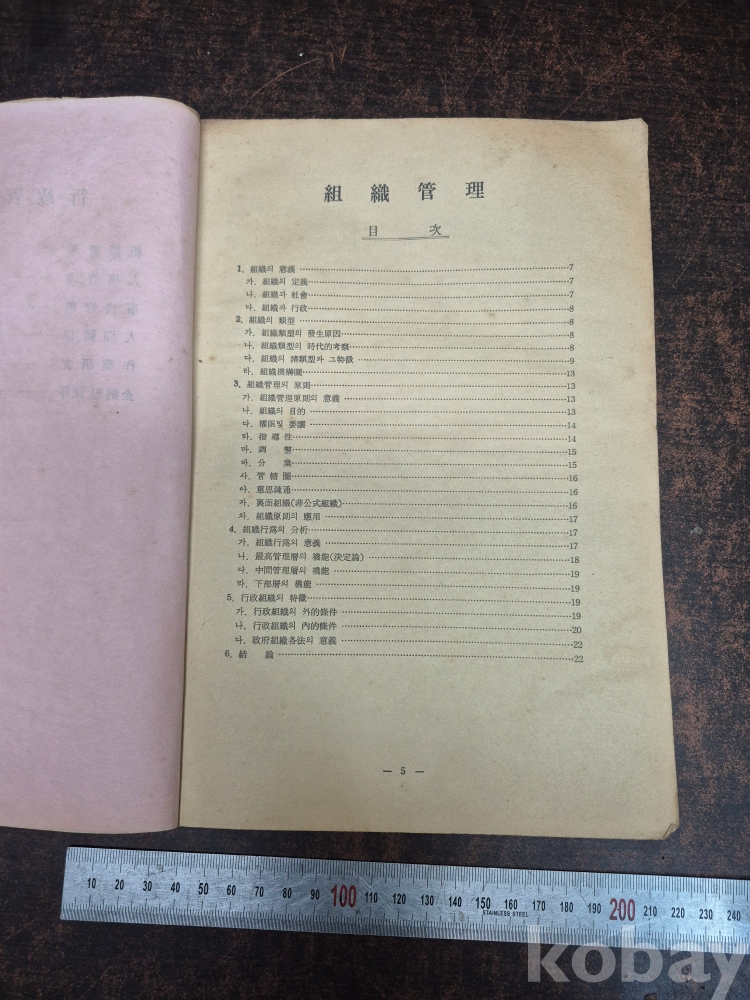 組織管理
目 次
1. 組織의 意義 7
가. 組織의 定義 7
나. 組織과 社會 7
다. 組織과 行政 8
2. 組織의 類型 8
가. 組織類型의 發生原因 8
나. 組織類型의 時代的考察 8
다. 組織의 諸類型과 그特徵 9
라. 組織機構圖 13
3. 組織管理의 原則 13
가. 組織管理原則의 意義 13
나. 組織의 目的 13
다. 權限및 委讓 14
라. 指導性 14
마. 調 整 15
바. 分 業 15
사. 管轄圈 16
아. 意思疎通 16
자. 裏面組織(非公式組織) 16
차. 組織原則의 應用 17
4. 組織行爲의 分析 17
가. 組織行爲의 意義 17
나. 最高管理層의 機能(決定論) 18
다. 中間管理層의 機能 19
라. 下部層의 機能 19
5. 行政組織의 特徵 19
가. 行政組織의 外的條件 19
나. 行政組織의 內的條件 20
다. 政府組織各法의 意義 22
6. 結 論 22
— 5 —
10 20 30 40 50 60 70 80 90 100 110 120 130 140 150 160 170 180 190 200 210 220 230 240
STAINLESS STEEL
kobay